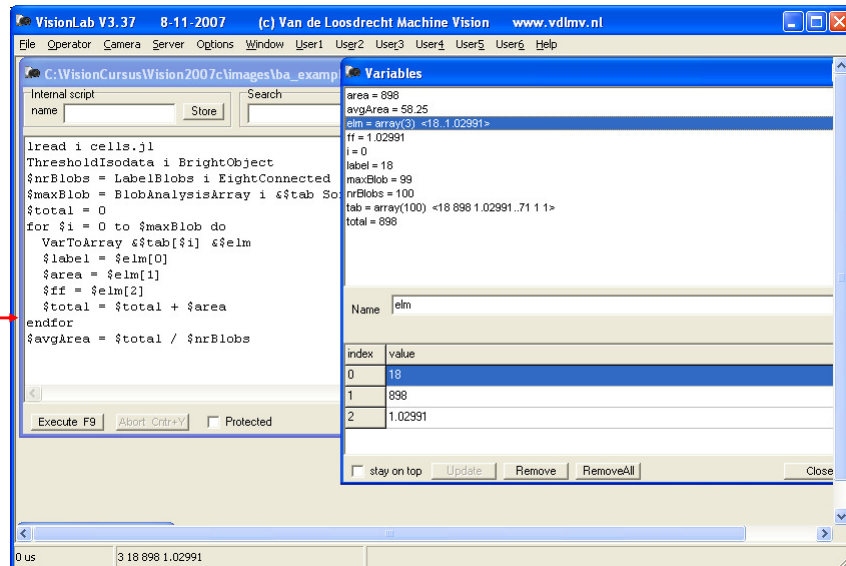 VisionLab V3.37 8-11-2007 (c) Van de Loosdrecht Machine Vision www.vdlmv.nl
File Operator Camera Server Options Window User1 User2 User3 User4 User5 User6 Help
C:\VisionCursus\Vision2007c\images\ba_examp
Internal script
name
Store
Search
lread i cells.jl
ThresholdIsodata i BrightObject
$nrBlobs = LabelBlobs i EightConnected
$maxBlob = BlobAnalysisArray i &$tab So
$total = 0
for $i = 0 to $maxBlob do
VarToArray &$tab[$i] &$elm
$label = $elm[0]
$area = $elm[1]
$ff = $elm[2]
$total = $total + $area
endfor
$avgArea = $total / $nrBlobs
Execute F9 Abort Cntr+Y Protected
Variables
area = 898
avgArea = 58.25
elm = array(3) <18..1.02991>
ff = 1.02991
i = 0
label = 18
maxBlob = 99
nrBlobs = 100
tab = array(100) <18 898 1.02991..71 1 1>
total = 898
Name elm
index value
0 18
1 898
2 1.02991
stay on top Update Remove RemoveAll Close
0 us 3 18 898 1.02991